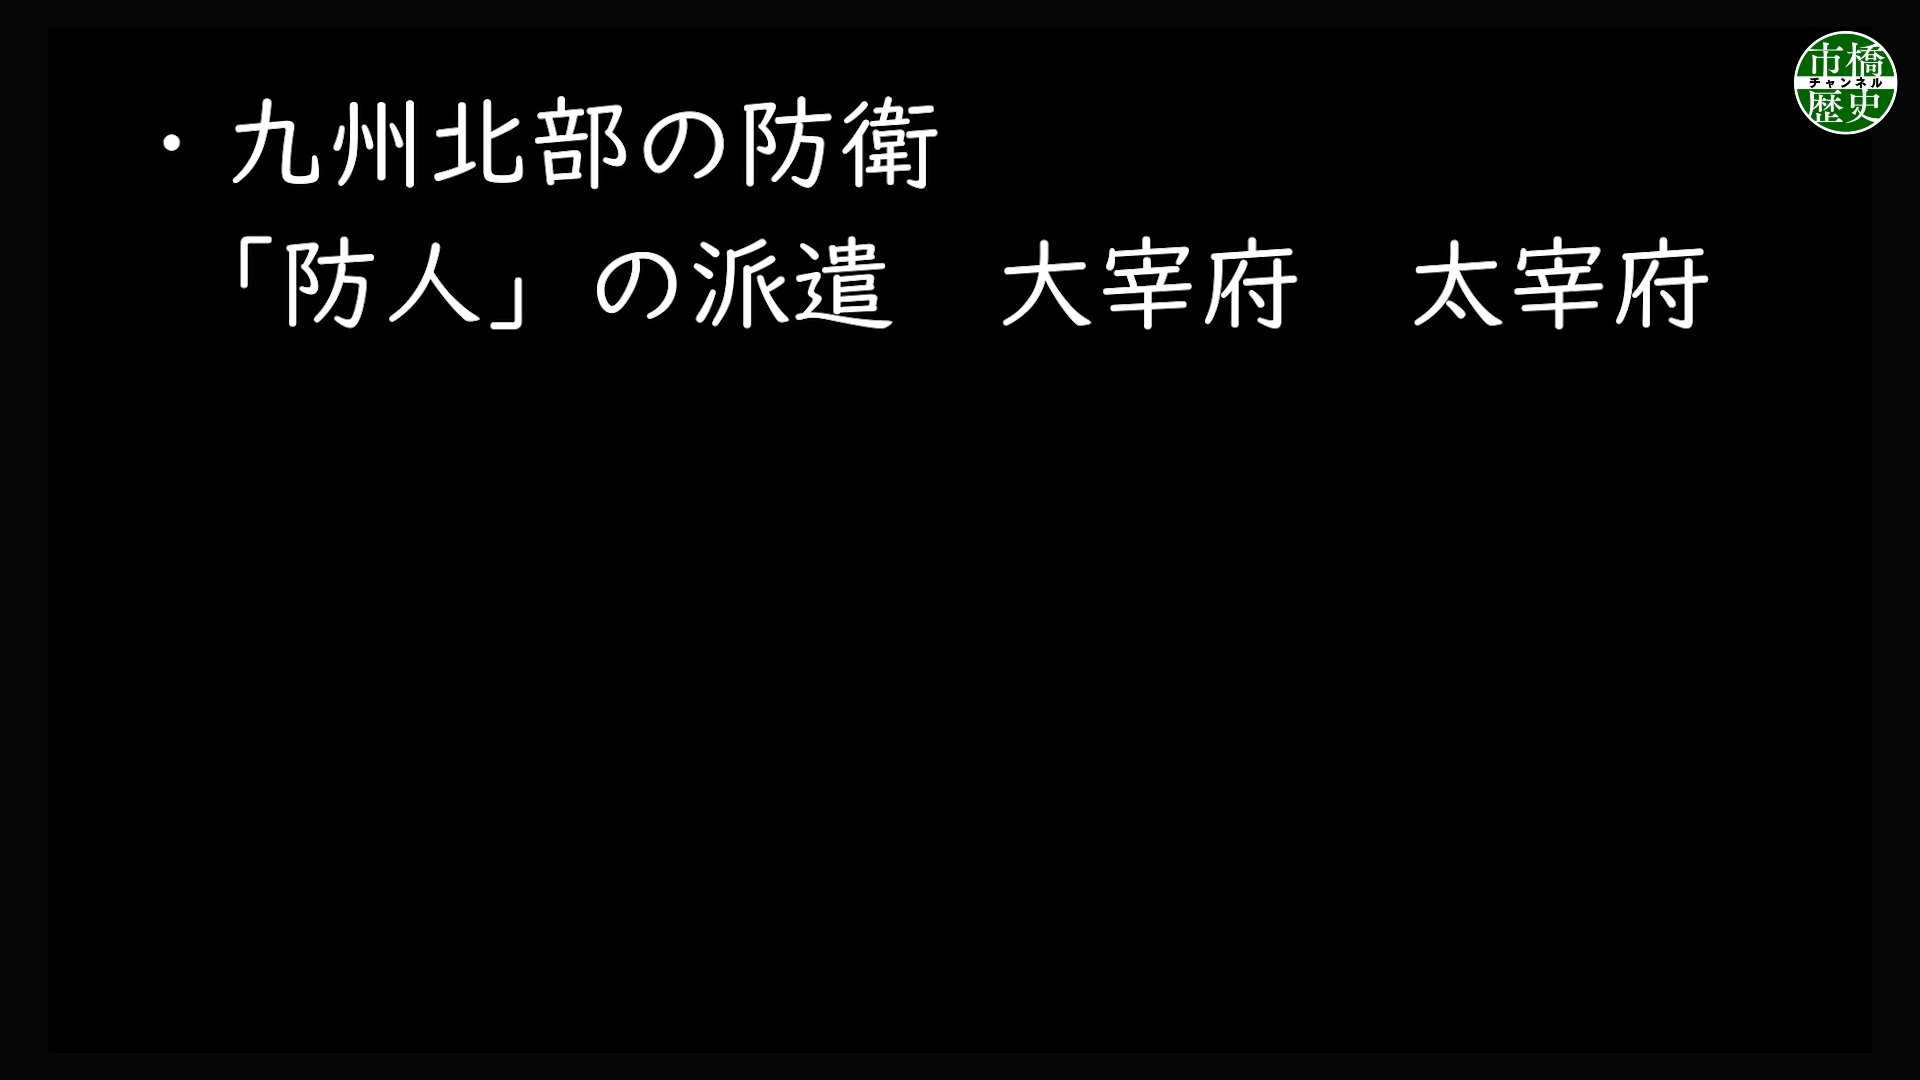 ・九州北部の防衛
「防人」の派遣　大宰府　太宰府
市橋
チャンネル
歴史